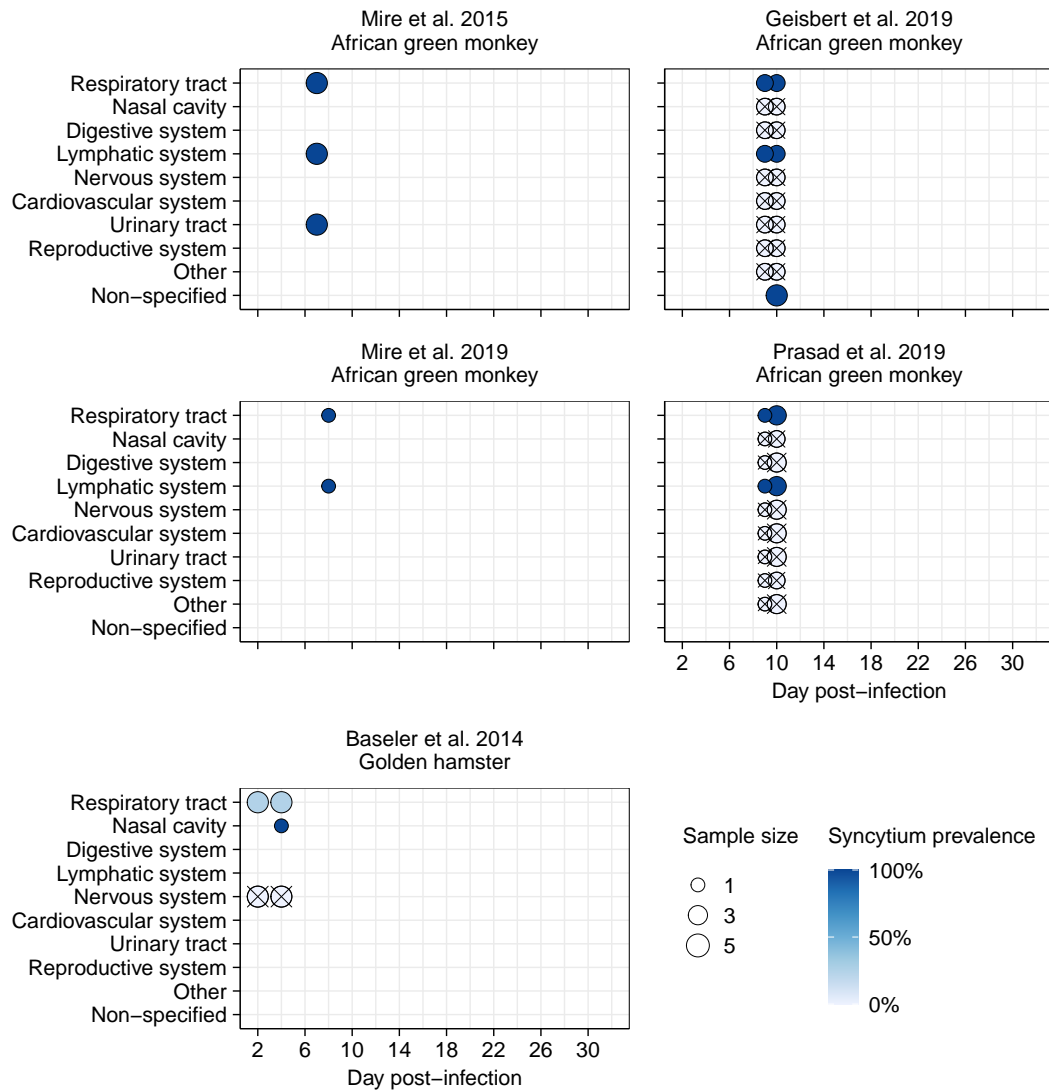 Mire et al. 2015
African green monkey
Geisbert et al. 2019
African green monkey
Respiratory tract
Nasal cavity
Digestive system
Lymphatic system
Nervous system
Cardiovascular system
Urinary tract
Reproductive system
Other
Non−specified
Mire et al. 2019
African green monkey
Prasad et al. 2019
African green monkey
Respiratory tract
Nasal cavity
Digestive system
Lymphatic system
Nervous system
Cardiovascular system
Urinary tract
Reproductive system
Other
Non−specified
2 6 10 14 18 22 26 30
Day post−infection
Baseler et al. 2014
Golden hamster
Respiratory tract
Nasal cavity
Digestive system
Lymphatic system
Nervous system
Cardiovascular system
Urinary tract
Reproductive system
Other
Non−specified
2 6 10 14 18 22 26 30
Day post−infection
Sample size
1
3
5
Syncytium prevalence
100%
50%
0%